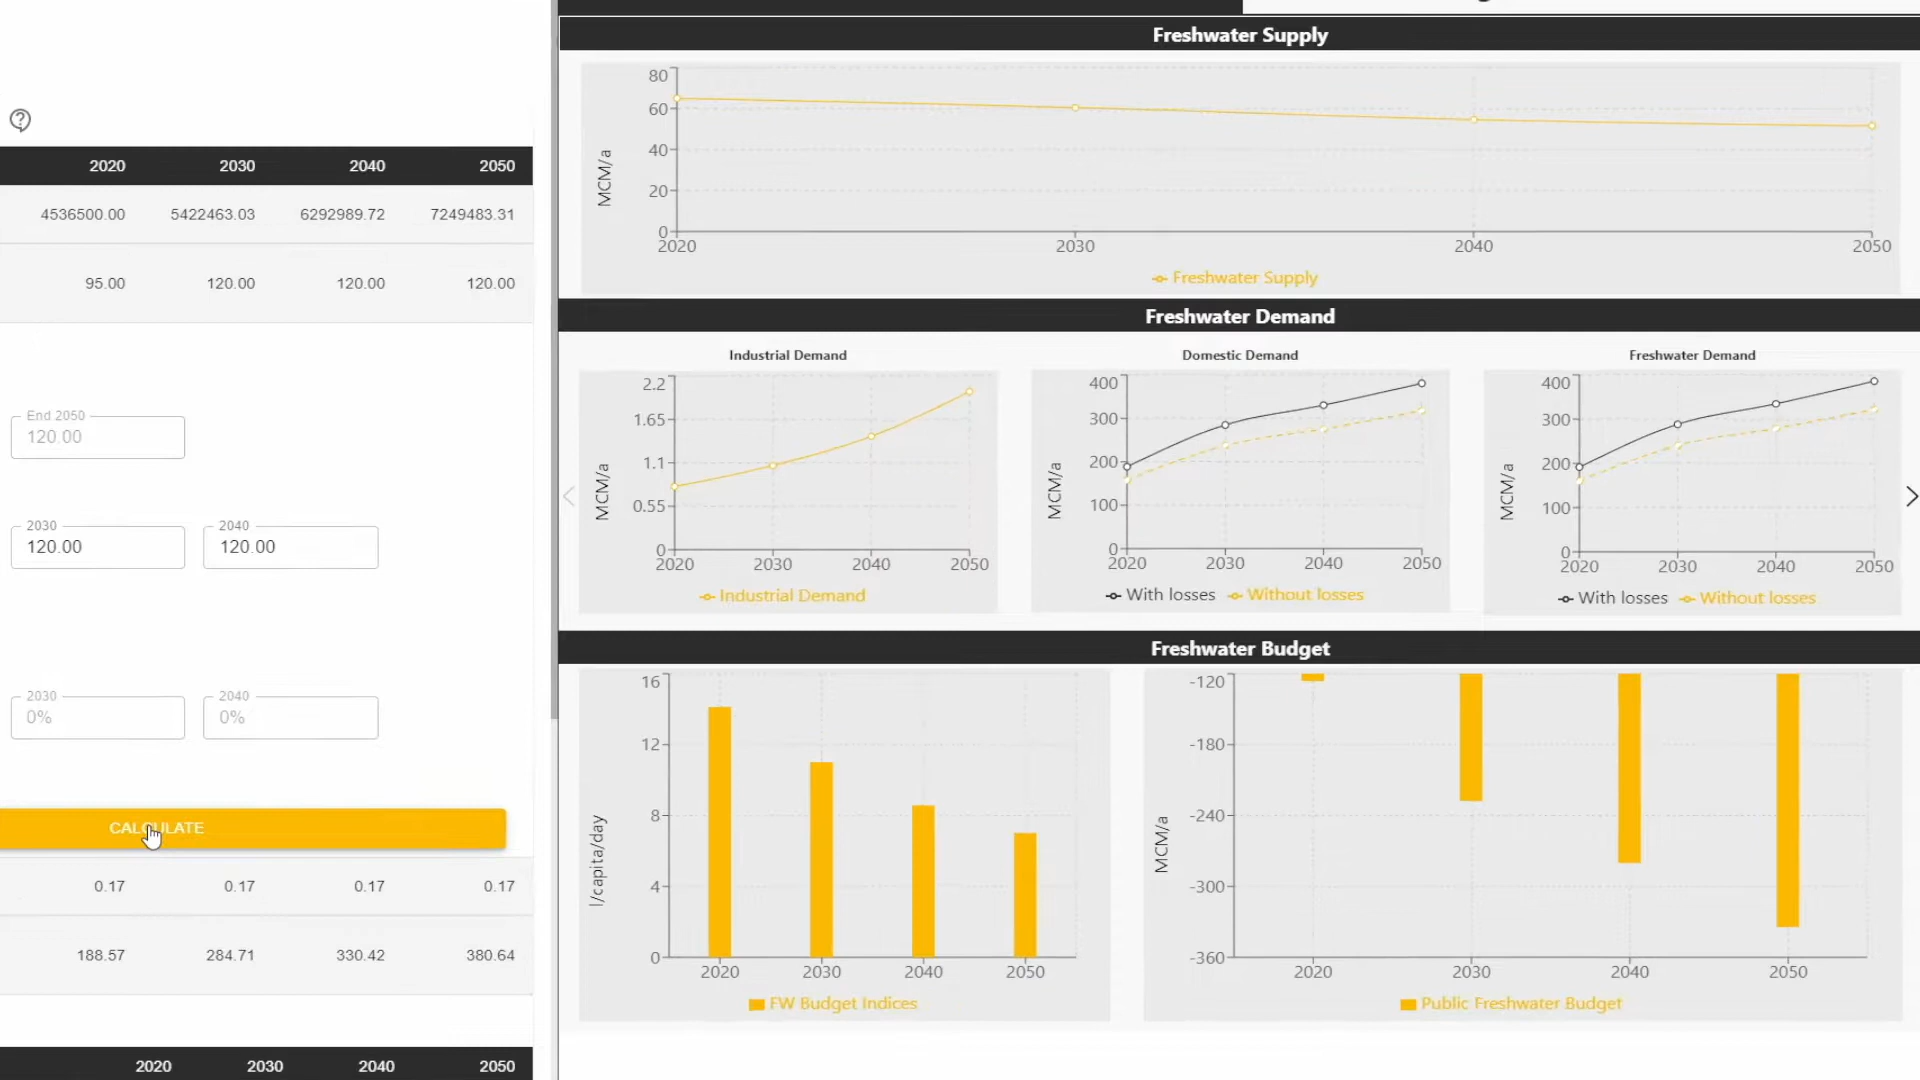 2020 2030 2040 2050
4536500.00 5422463.03 6292989.72 7249483.31
95.00 120.00 120.00 120.00
End 2050
120.00
2030 2040
120.00 120.00
2030 2040
0% 0%
CALCULATE
0.17 0.17 0.17 0.17
188.57 284.71 330.42 380.64
2020 2030 2040 2050
Freshwater Supply
80
60
40
20
0
MCM/a
2020 2030 2040 2050
Freshwater Supply
Freshwater Demand
Industrial Demand
2.2
1.65
1.1
0.55
0
MCM/a
2020 2030 2040 2050
Industrial Demand
Domestic Demand
400
300
200
100
0
MCM/a
2020 2030 2040 2050
With losses Without losses
Freshwater Demand
400
300
200
100
0
MCM/a
2020 2030 2040 2050
With losses Without losses
Freshwater Budget
16
12
8
4
0
l/capita/day
2020 2030 2040 2050
FW Budget Indices
-120
-180
-240
-300
-360
MCM/a
2020 2030 2040 2050
Public Freshwater Budget